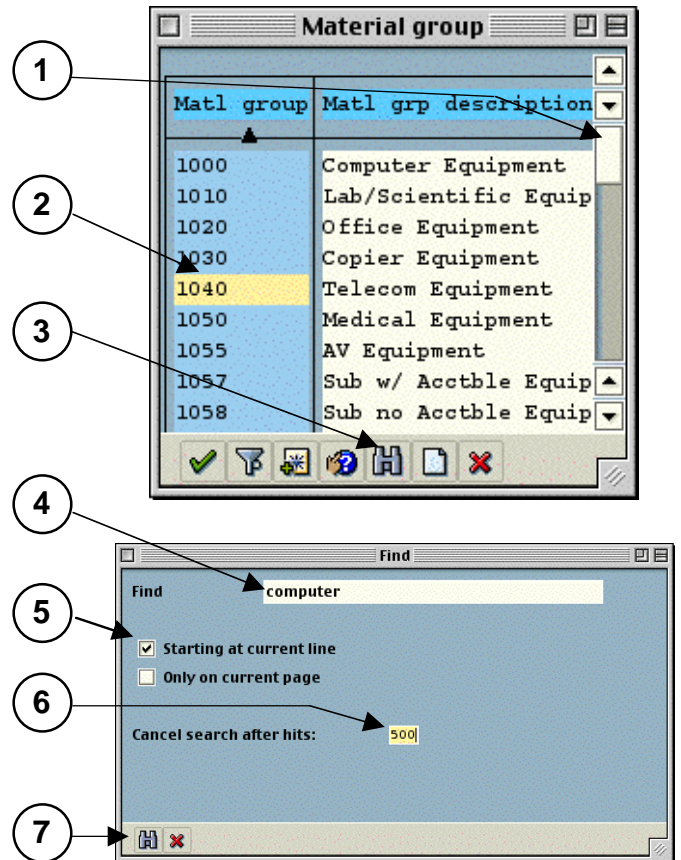 Material group
1
Matl group Matl grp description
1000 Computer Equipment
1010 Lab/Scientific Equip
2
1020 Office Equipment
1030 Copier Equipment
1040 Telecom Equipment
3
1050 Medical Equipment
1055 AV Equipment
1057 Sub w/ Acctble Equip
1058 Sub no Acctble Equip
4
Find
Find computer
5
Starting at current line
Only on current page
6
Cancel search after hits: 500
7